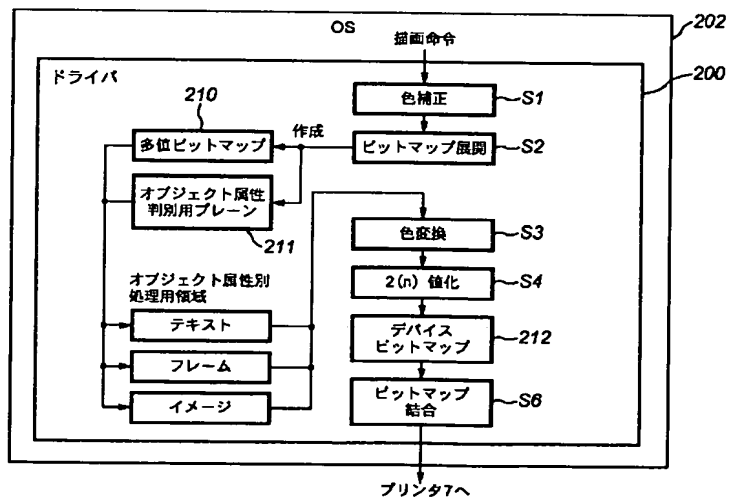 OS
202
描画命令
ドライバ
200
210
色補正
S1
作成
多位ビットマップ
ビットマップ展開
S2
オブジェクト属性
判別用プレーン
211
色変換
S3
オブジェクト属性別
処理用領域
2(n) 値化
S4
テキスト
デバイス
ビットマップ
212
フレーム
イメージ
ビットマップ
結合
S6
プリンタ7へ